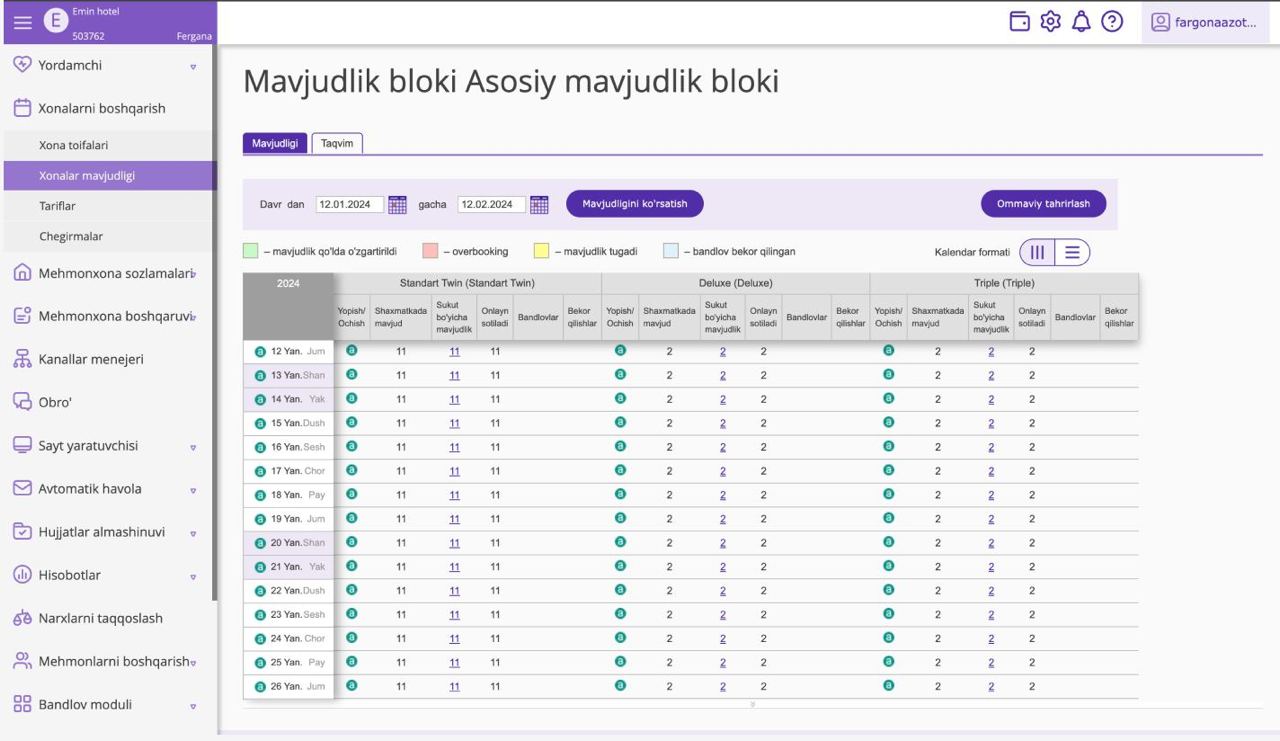 Emin hotel
E
503762 Fergana
fargonaazot...
Yordamchi
Xonalarni boshqarish
Xona toifalari
Xonalar mavjudligi
Tariflar
Chegirmalar
Mehmonxona sozlamalari
Mehmonxona boshqaruvi
Kanallar menejeri
Obro'
Sayt yaratuvchisi
Avtomatik havola
Hujjatlar almashinuvi
Hisobotlar
Narxlarni taqqoslash
Mehmonlarni boshqarish
Bandlov moduli
Mavjudlik bloki Asosiy mavjudlik bloki
Mavjudligi Taqvim
Davr dan 12.01.2024 gacha 12.02.2024 Mavjudligini ko'rsatish Ommaviy tahrirlash
– mavjudlik qo'lda o'zgartirildi – overbooking – mavjudlik tugadi – bandlov bekor qilingan Kalendar formati
2024 Standart Twin (Standart Twin) Deluxe (Deluxe) Triple (Triple)
Yopish/ Ochish Shaxmatkada mavjud Sukut bo'yicha mavjudlik Onlayn sotiladi Bandlovlar Bekor qilishlar Yopish/ Ochish Shaxmatkada mavjud Sukut bo'yicha mavjudlik Onlayn sotiladi Bandlovlar Bekor qilishlar Yopish/ Ochish Shaxmatkada mavjud Sukut bo'yicha mavjudlik Onlayn sotiladi Bandlovlar Bekor qilishlar
a 12 Yan. Jum a 11 11 11 a 2 2 2 a 2 2 2
a 13 Yan. Shan a 11 11 11 a 2 2 2 a 2 2 2
a 14 Yan. Yak a 11 11 11 a 2 2 2 a 2 2 2
a 15 Yan. Dush a 11 11 11 a 2 2 2 a 2 2 2
a 16 Yan. Sesh a 11 11 11 a 2 2 2 a 2 2 2
a 17 Yan. Chor a 11 11 11 a 2 2 2 a 2 2 2
a 18 Yan. Pay a 11 11 11 a 2 2 2 a 2 2 2
a 19 Yan. Jum a 11 11 11 a 2 2 2 a 2 2 2
a 20 Yan. Shan a 11 11 11 a 2 2 2 a 2 2 2
a 21 Yan. Yak a 11 11 11 a 2 2 2 a 2 2 2
a 22 Yan. Dush a 11 11 11 a 2 2 2 a 2 2 2
a 23 Yan. Sesh a 11 11 11 a 2 2 2 a 2 2 2
a 24 Yan. Chor a 11 11 11 a 2 2 2 a 2 2 2
a 25 Yan. Pay a 11 11 11 a 2 2 2 a 2 2 2
a 26 Yan. Jum a 11 11 11 a 2 2 2 a 2 2 2